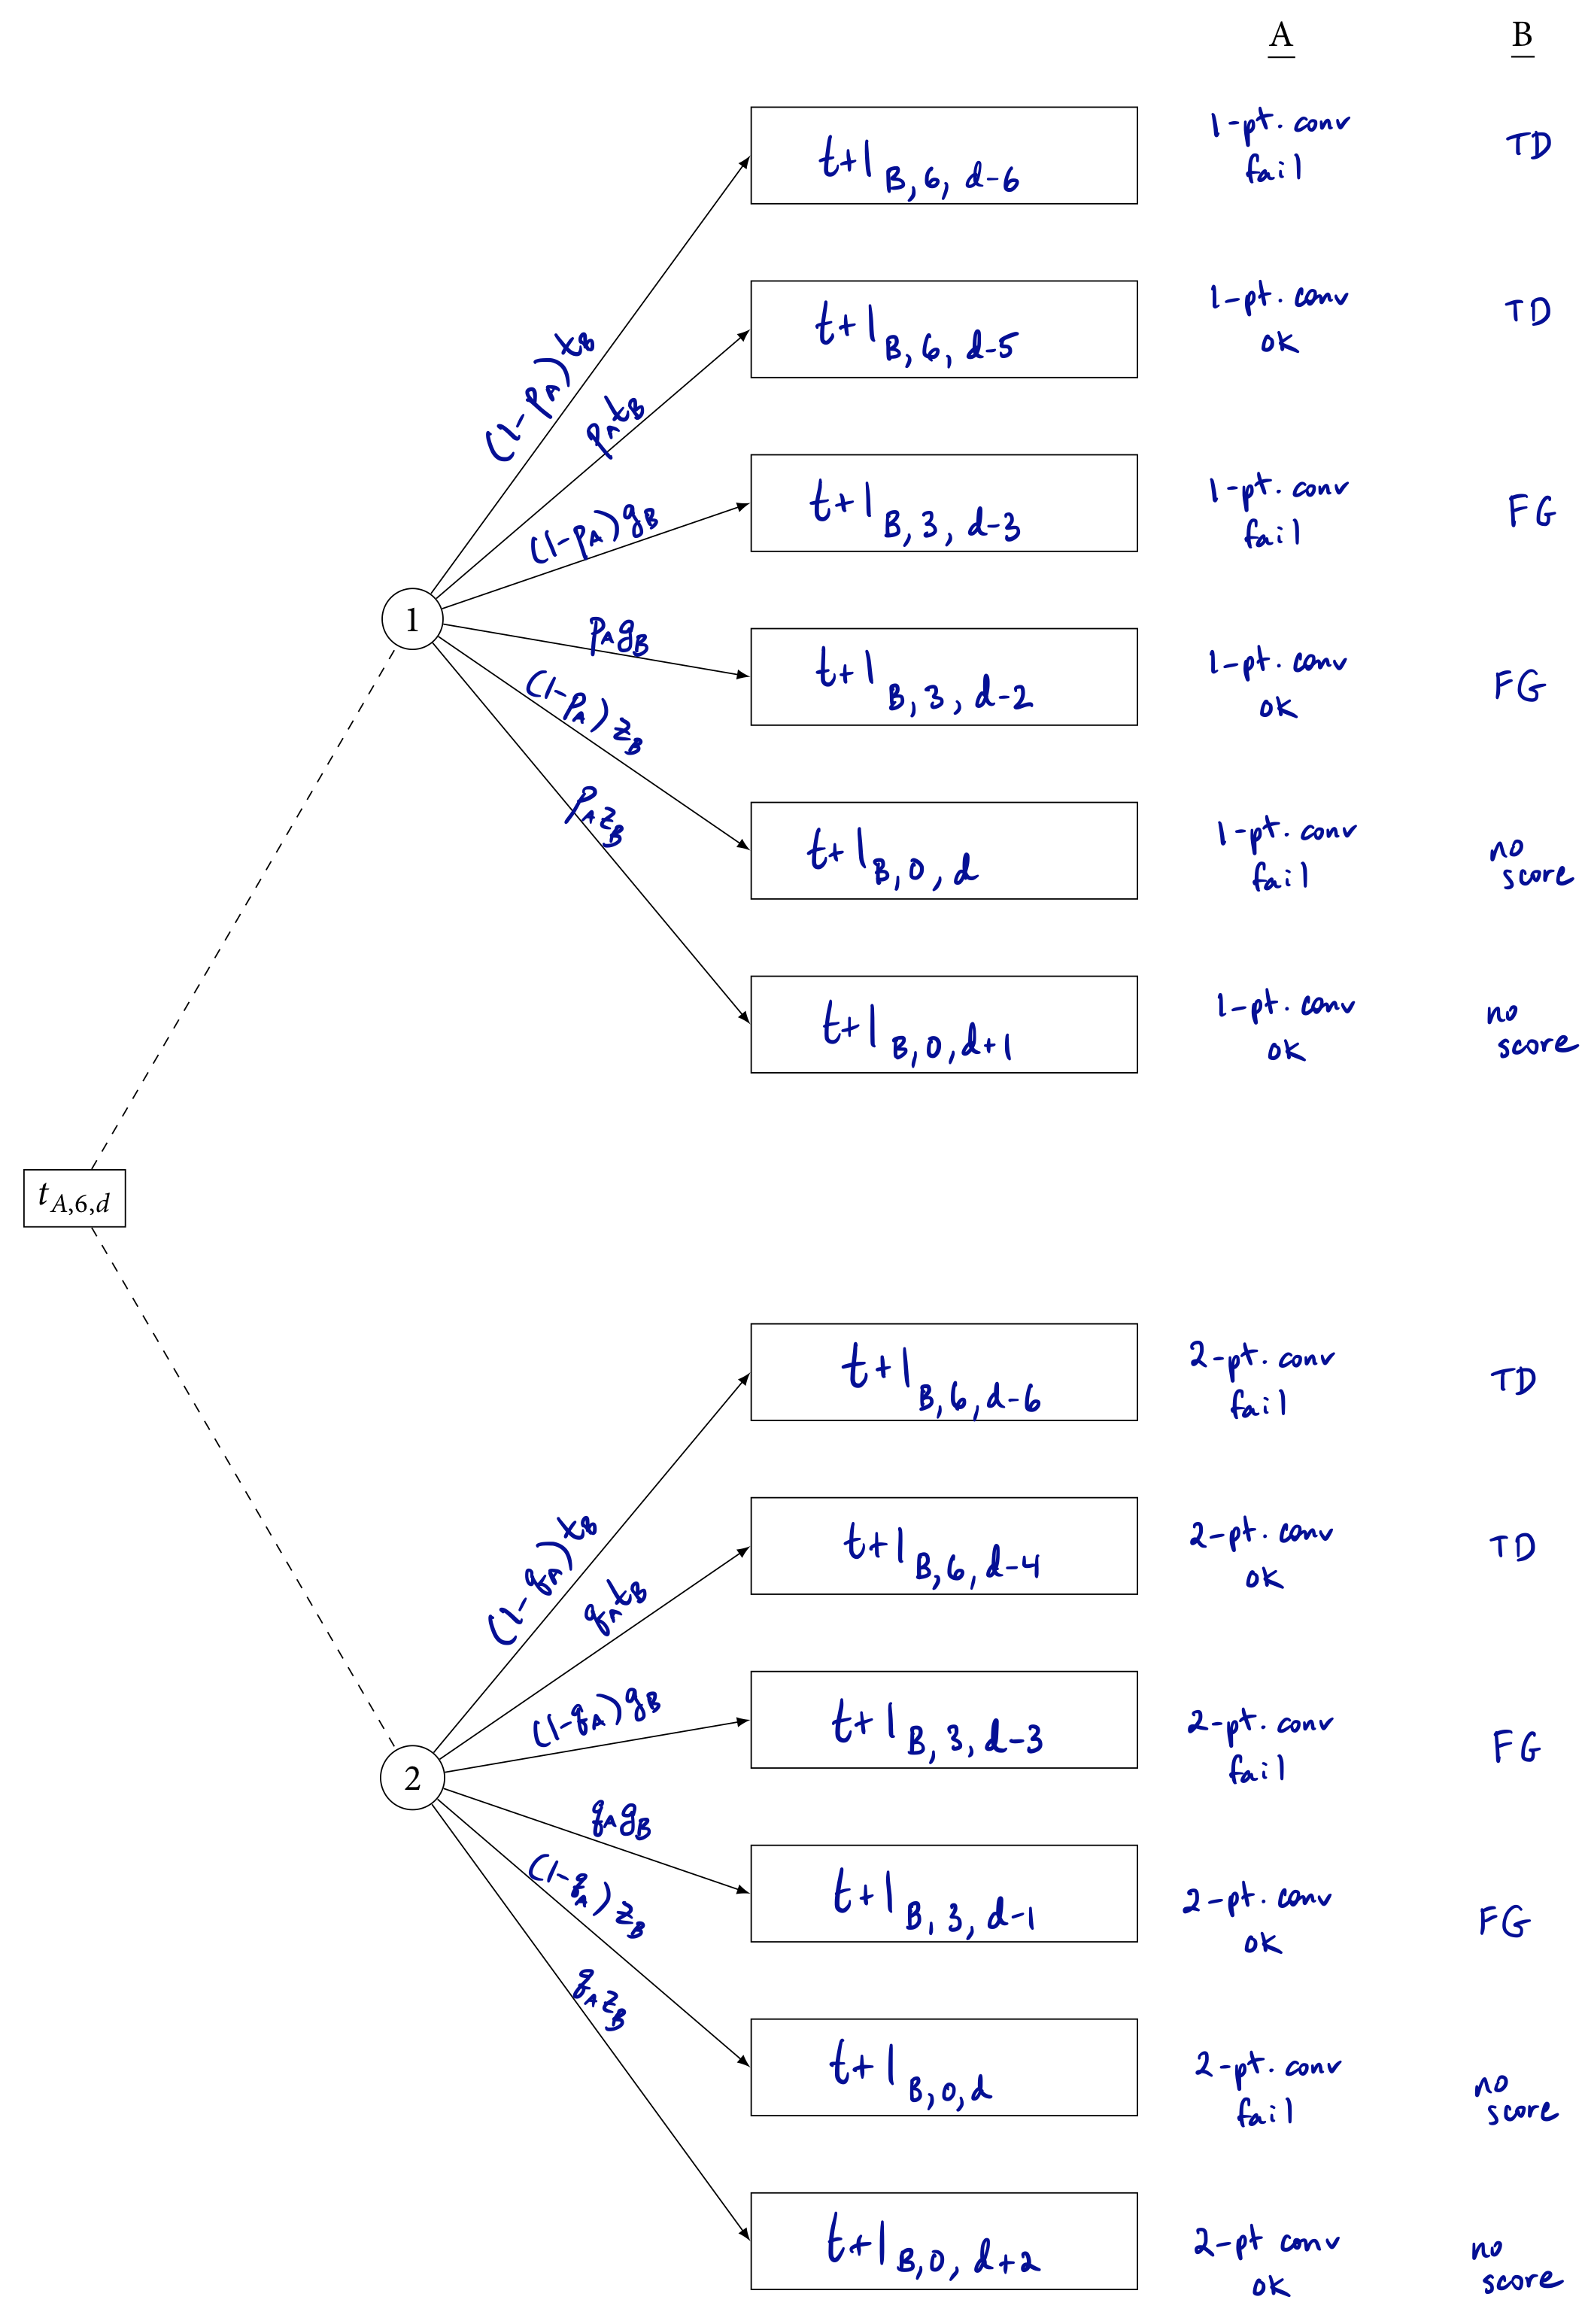 A B
(1-p_A)t_B t+1_{B,6,d-6} 1-pt. conv fail TD
p_A t_B t+1_{B,6,d-5} 1-pt. conv ok TD
(1-p_A)g_B t+1_{B,3,d-3} 1-pt. conv fail FG
1
p_A g_B t+1_{B,3,d-2} 1-pt. conv ok FG
(1-p_A)z_B t+1_{B,0,d} 1-pt. conv fail no score
p_A z_B t+1_{B,0,d+1} 1-pt. conv ok no score
t_{A,6,d}
(1-q_A)t_B t+1_{B,6,d-6} 2-pt. conv fail TD
q_A t_B t+1_{B,6,d-4} 2-pt. conv ok TD
(1-q_A)g_B t+1_{B,3,d-3} 2-pt. conv fail FG
2
q_A g_B t+1_{B,3,d-1} 2-pt. conv ok FG
(1-q_A)z_B t+1_{B,0,d} 2-pt. conv fail no score
q_A z_B t+1_{B,0,d+2} 2-pt conv ok no score